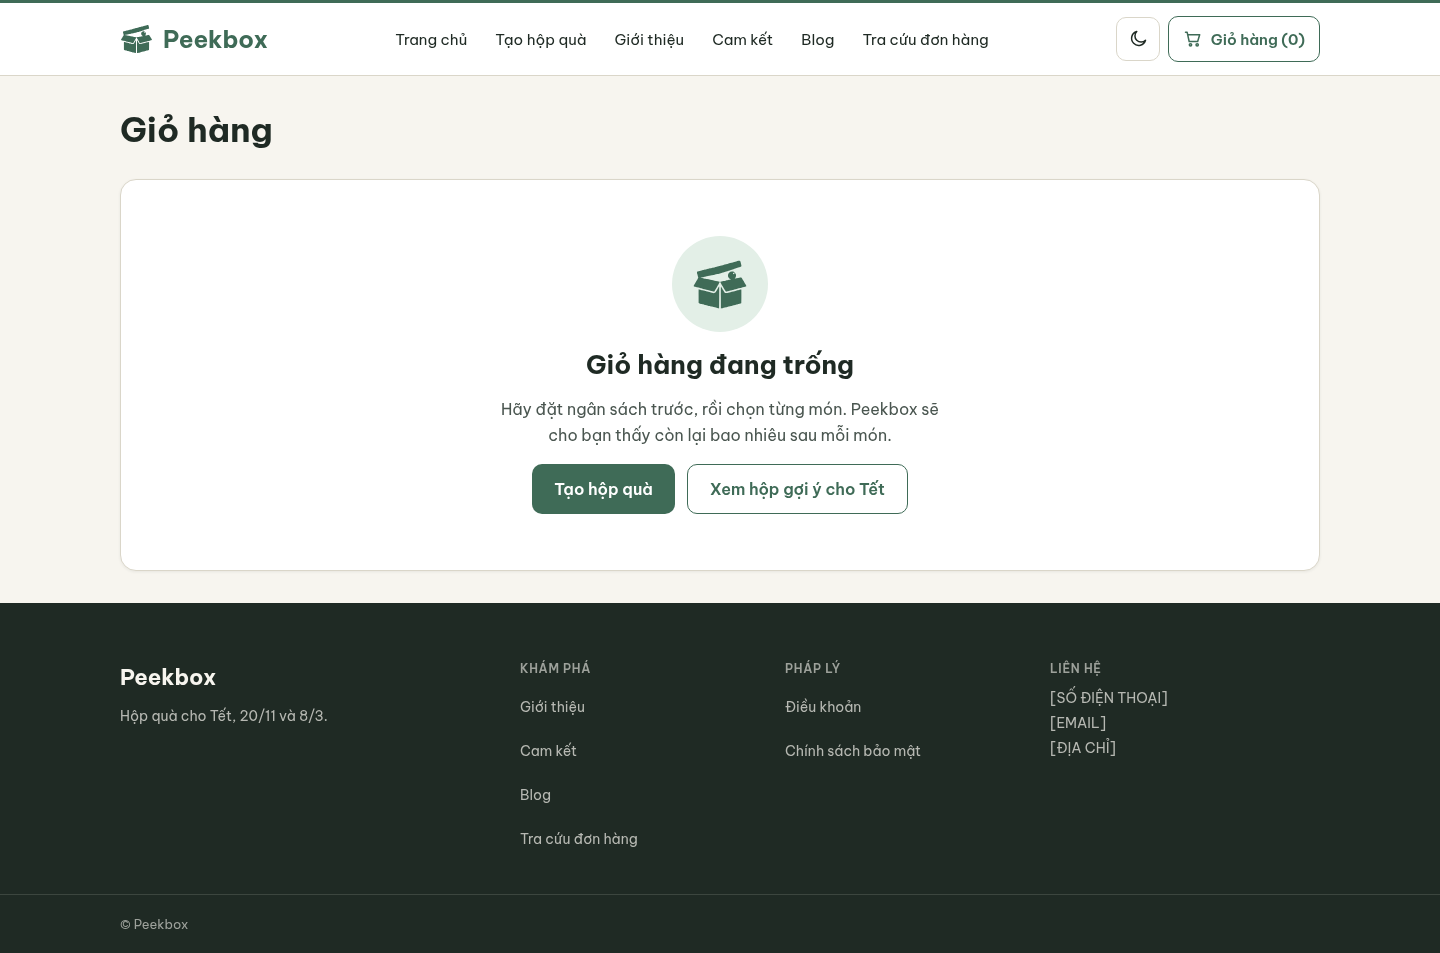 Peekbox
Trang chủ
Tạo hộp quà
Giới thiệu
Cam kết
Blog
Tra cứu đơn hàng
Giỏ hàng (0)
Giỏ hàng
Giỏ hàng đang trống
Hãy đặt ngân sách trước, rồi chọn từng món. Peekbox sẽ
cho bạn thấy còn lại bao nhiêu sau mỗi món.
Tạo hộp quà
Xem hộp gợi ý cho Tết
Peekbox
Hộp quà cho Tết, 20/11 và 8/3.
KHÁM PHÁ
Giới thiệu
Cam kết
Blog
Tra cứu đơn hàng
PHÁP LÝ
Điều khoản
Chính sách bảo mật
LIÊN HỆ
[SỐ ĐIỆN THOẠI]
[EMAIL]
[ĐỊA CHỈ]
© Peekbox